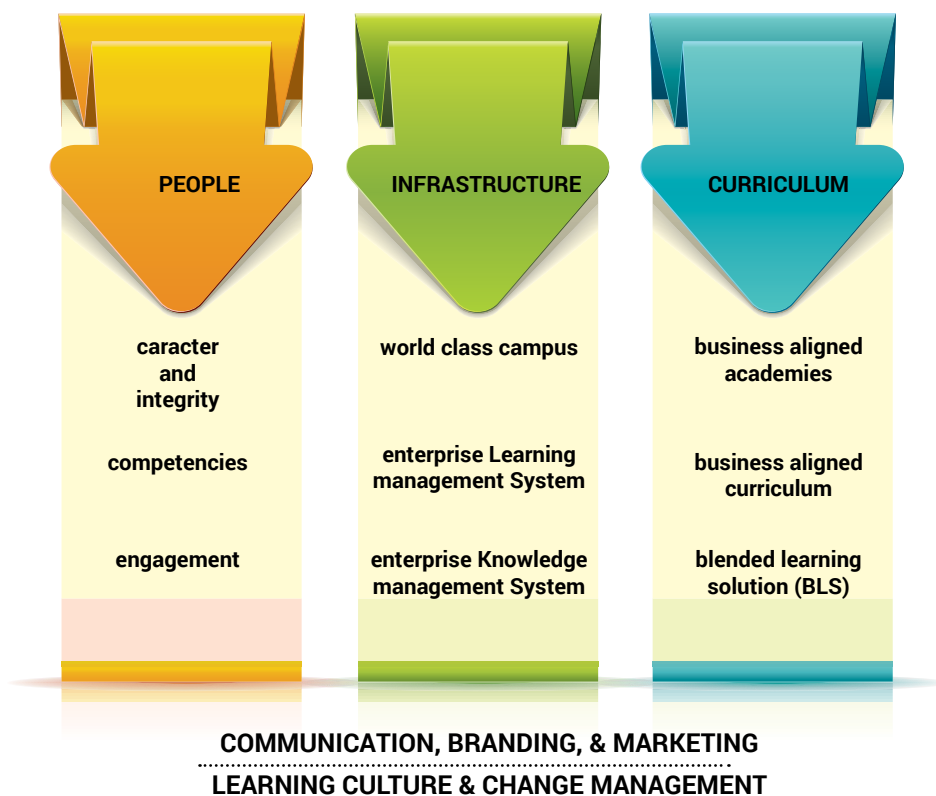 PEOPLE
caracter
and
integrity
competencies
engagement
INFRASTRUCTURE
world class campus
enterprise Learning
management System
enterprise Knowledge
management System
CURRICULUM
business aligned
academies
business aligned
curriculum
blended learning
solution (BLS)
COMMUNICATION, BRANDING, & MARKETING
LEARNING CULTURE & CHANGE MANAGEMENT